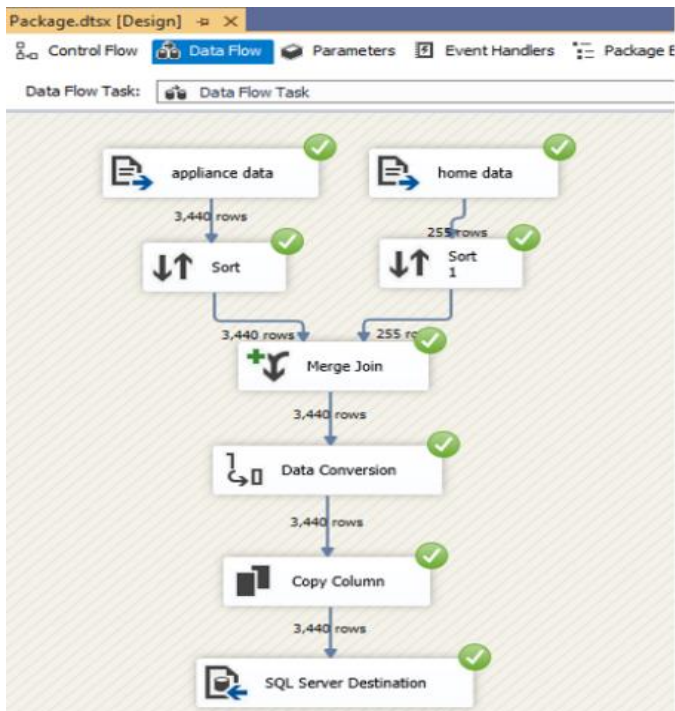 Package.dtsx [Design]
Control Flow Data Flow Parameters Event Handlers Package E
Data Flow Task: Data Flow Task
appliance data home data
3,440 rows
255 rows
Sort
Sort
1
3,440 rows 255 ro
Merge Join
3,440 rows
Data Conversion
3,440 rows
Copy Column
3,440 rows
SQL Server Destination